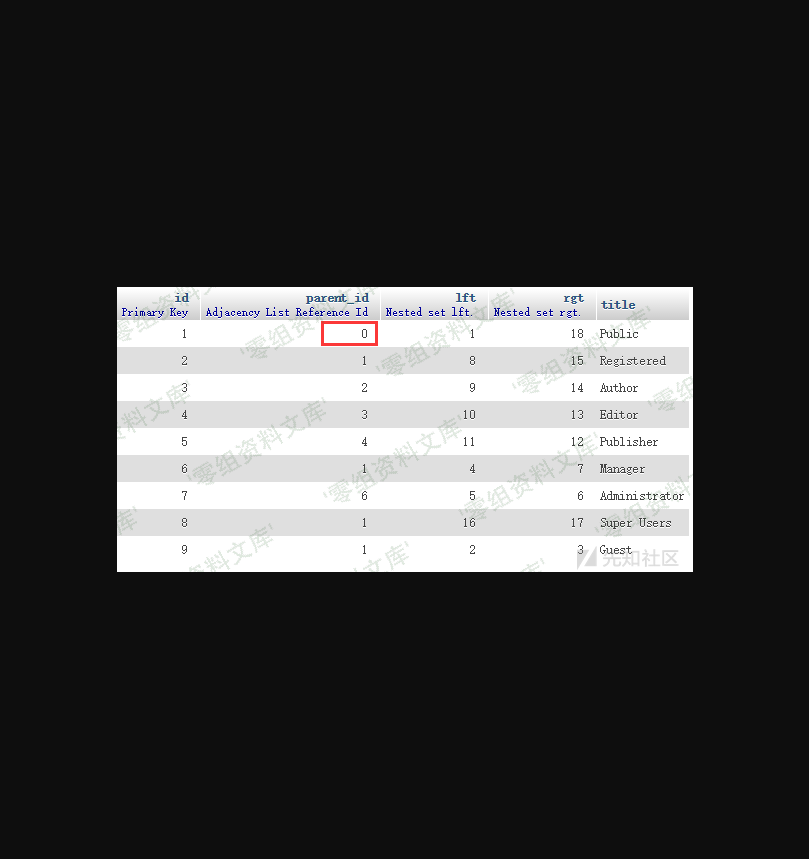 id parent_id lft rgt title
Primary Key Adjacency List Reference Id Nested set lft. Nested set rgt.
1 0 1 18 Public
2 1 8 15 Registered
3 2 9 14 Author
4 3 10 13 Editor
5 4 11 12 Publisher
6 1 4 7 Manager
7 6 5 6 Administrator
8 1 16 17 Super Users
9 1 2 3 Guest
零组资料文库
先知社区